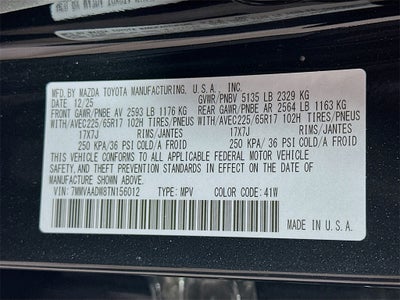 MFD. BY MAZDA TOYOTA MANUFACTURING, U.S.A., INC.
DATE 12/25 GVWR/PNBV 5135 LB 2329 KG
FRONT GAWR/PNBE AV 2593 LB 1176 KG REAR GAWR/PNBE AR 2564 LB 1163 KG
WITH/AVEC225/65R17 102H TIRES/PNEUS WITH/AVEC225/65R17 102H TIRES/PNEUS
17X7J RIMS/JANTES 17X7J RIMS/JANTES
250 KPA/ 36 PSI COLD/A FROID 250 KPA/ 36 PSI COLD/A FROID
THIS VEHICLE CONFORMS TO ALL APPLICABLE FEDERAL MOTOR VEHICLE
SAFETY, AND THEFT PREVENTION STANDARDS IN EFFECT ON THE DATE OF
MANUFACTURE SHOWN ABOVE.
VIN: 7MMVAADW8TN156012 TYPE: MPV COLOR CODE: 41W
MADE IN U.S.A.